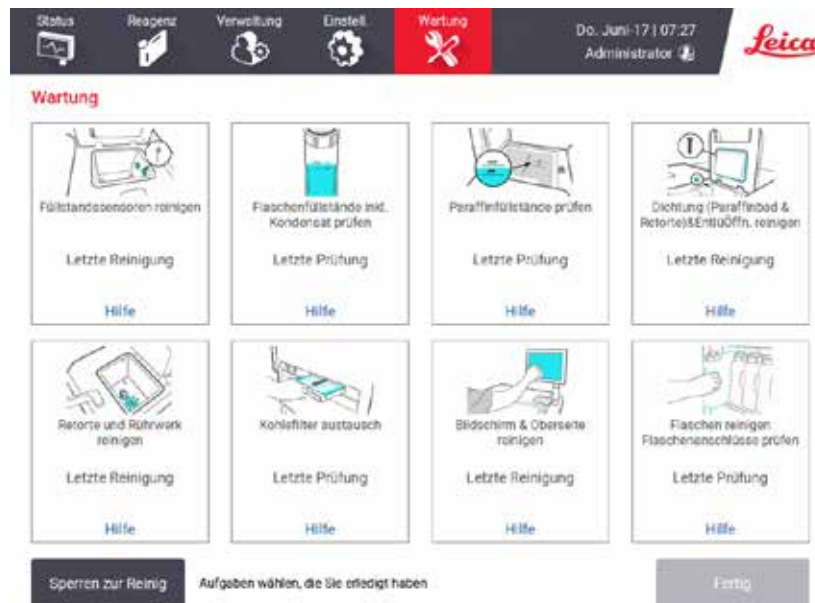 Status Reagenz Verwaltung Einstell. Wartung
Do. Juni-17 | 07:27
Administrator
Leica
Wartung
Füllstandssensoren reinigen
Letzte Reinigung
Hilfe
Flaschenfüllstände inkl.
Kondensat prüfen
Letzte Prüfung
Hilfe
Paraffinfüllstände prüfen
Letzte Prüfung
Hilfe
Dichtung (Paraffinbad &
Retorte)&EntlüÖffn. reinigen
Letzte Reinigung
Hilfe
Retorte und Rührwerk
reinigen
Letzte Reinigung
Hilfe
Kohlefilter austausch
Letzte Prüfung
Hilfe
Bildschirm & Oberseite
reinigen
Letzte Reinigung
Hilfe
Flaschen reinigen
Flaschenanschlüsse prüfen
Letzte Prüfung
Hilfe
Sperren zur Reinig
Aufgaben wählen, die Sie erledigt haben
Fertig